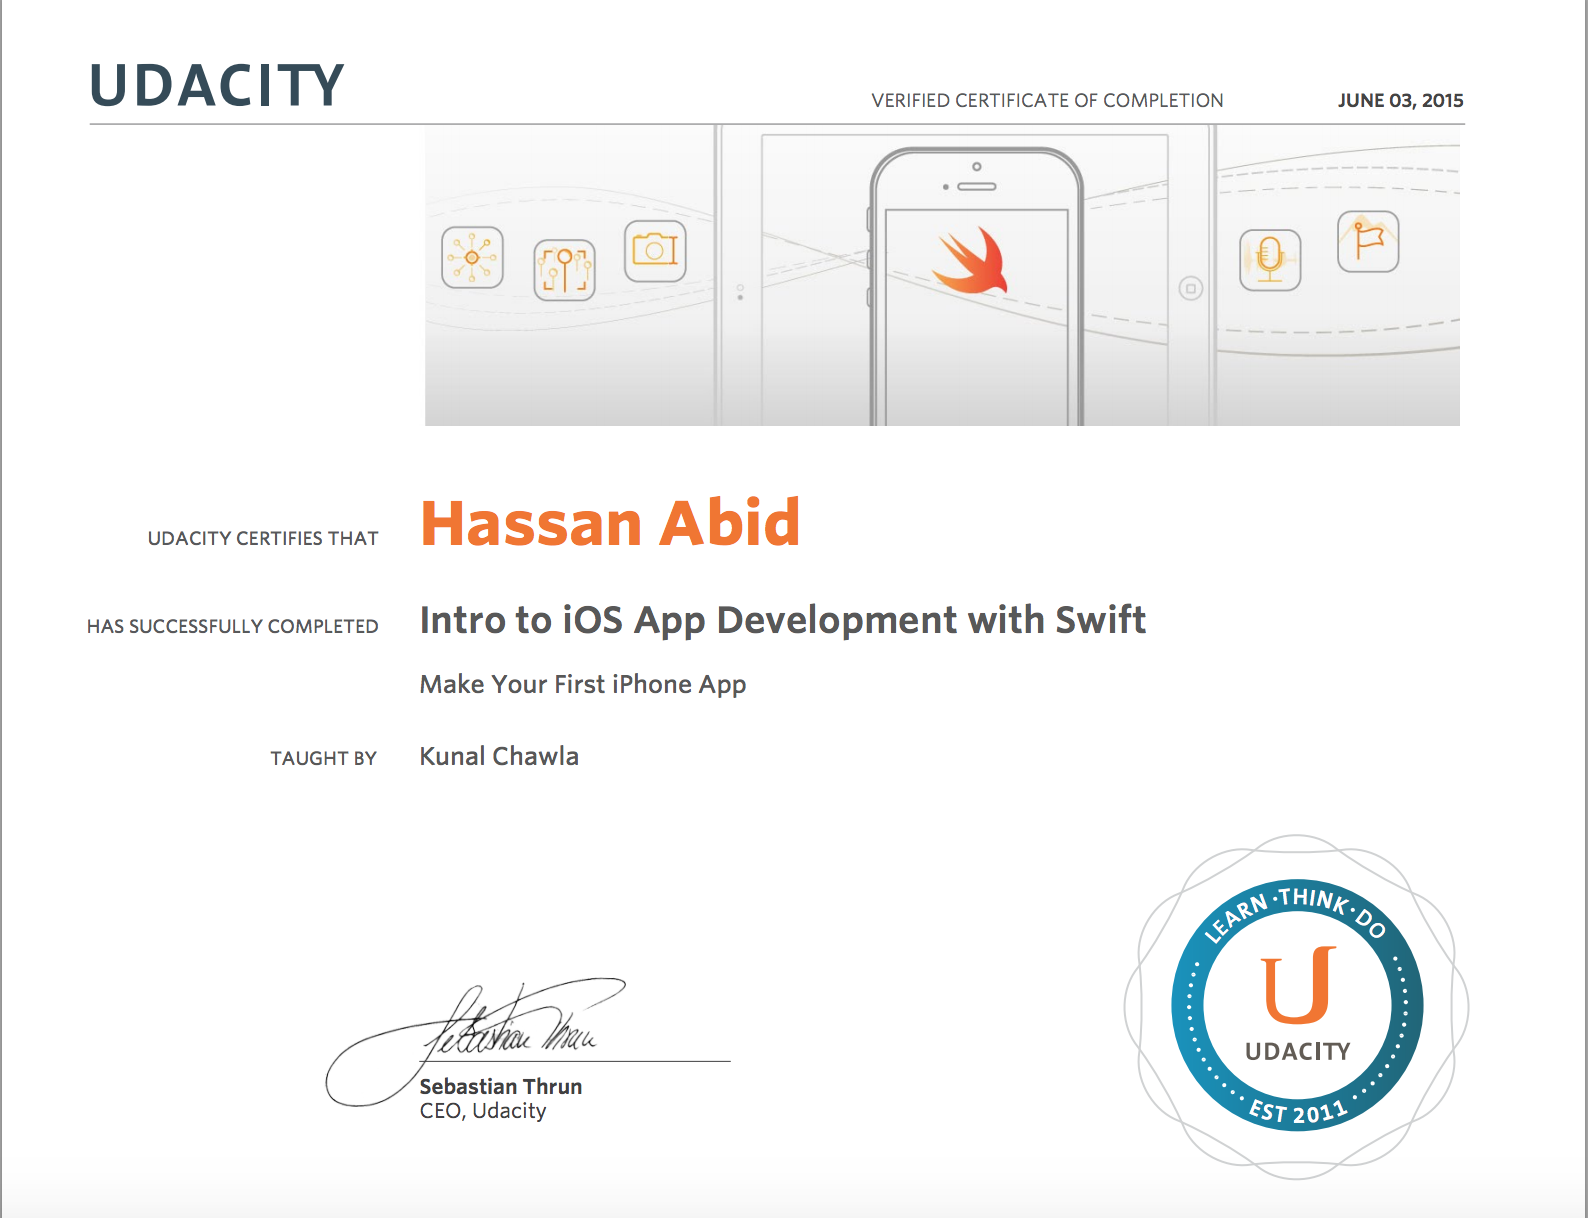 UDACITY
VERIFIED CERTIFICATE OF COMPLETION
JUNE 03, 2015
UDACITY CERTIFIES THAT
Hassan Abid
HAS SUCCESSFULLY COMPLETED
Intro to iOS App Development with Swift
Make Your First iPhone App
TAUGHT BY
Kunal Chawla
Sebastian Thrun
Sebastian Thrun
CEO, Udacity
LEARN · THINK · DO
U
UDACITY
EST 2011